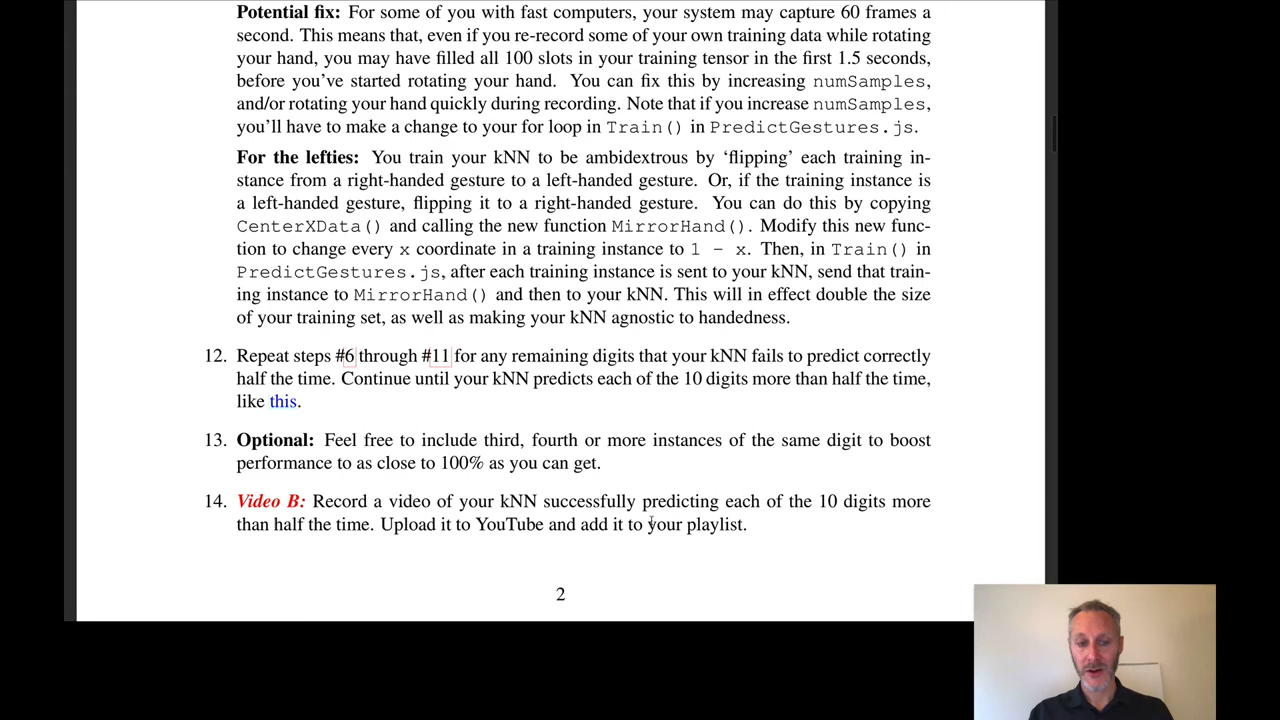 Potential fix: For some of you with fast computers, your system may capture 60 frames a
second. This means that, even if you re-record some of your own training data while rotating
your hand, you may have filled all 100 slots in your training tensor in the first 1.5 seconds,
before you've started rotating your hand. You can fix this by increasing numSamples,
and/or rotating your hand quickly during recording. Note that if you increase numSamples,
you'll have to make a change to your for loop in Train() in PredictGestures.js.
For the lefties: You train your kNN to be ambidextrous by 'flipping' each training in-
stance from a right-handed gesture to a left-handed gesture. Or, if the training instance is
a left-handed gesture, flipping it to a right-handed gesture. You can do this by copying
CenterXData() and calling the new function MirrorHand(). Modify this new func-
tion to change every x coordinate in a training instance to 1 - x. Then, in Train() in
PredictGestures.js, after each training instance is sent to your kNN, send that train-
ing instance to MirrorHand() and then to your kNN. This will in effect double the size
of your training set, as well as making your kNN agnostic to handedness.
12. Repeat steps #6 through #11 for any remaining digits that your kNN fails to predict correctly
half the time. Continue until your kNN predicts each of the 10 digits more than half the time,
like this.
13. Optional: Feel free to include third, fourth or more instances of the same digit to boost
performance to as close to 100% as you can get.
14. Video B: Record a video of your kNN successfully predicting each of the 10 digits more
than half the time. Upload it to YouTube and add it to your playlist.
2